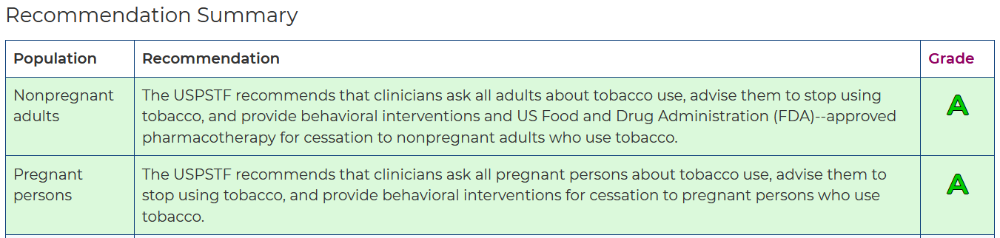 Recommendation Summary
Population Recommendation Grade
Nonpregnant adults
The USPSTF recommends that clinicians ask all adults about tobacco use, advise them to stop using
tobacco, and provide behavioral interventions and US Food and Drug Administration (FDA)--approved
pharmacotherapy for cessation to nonpregnant adults who use tobacco.
A
Pregnant
persons
The USPSTF recommends that clinicians ask all pregnant persons about tobacco use, advise them to
stop using tobacco, and provide behavioral interventions for cessation to pregnant persons who use
tobacco.
A